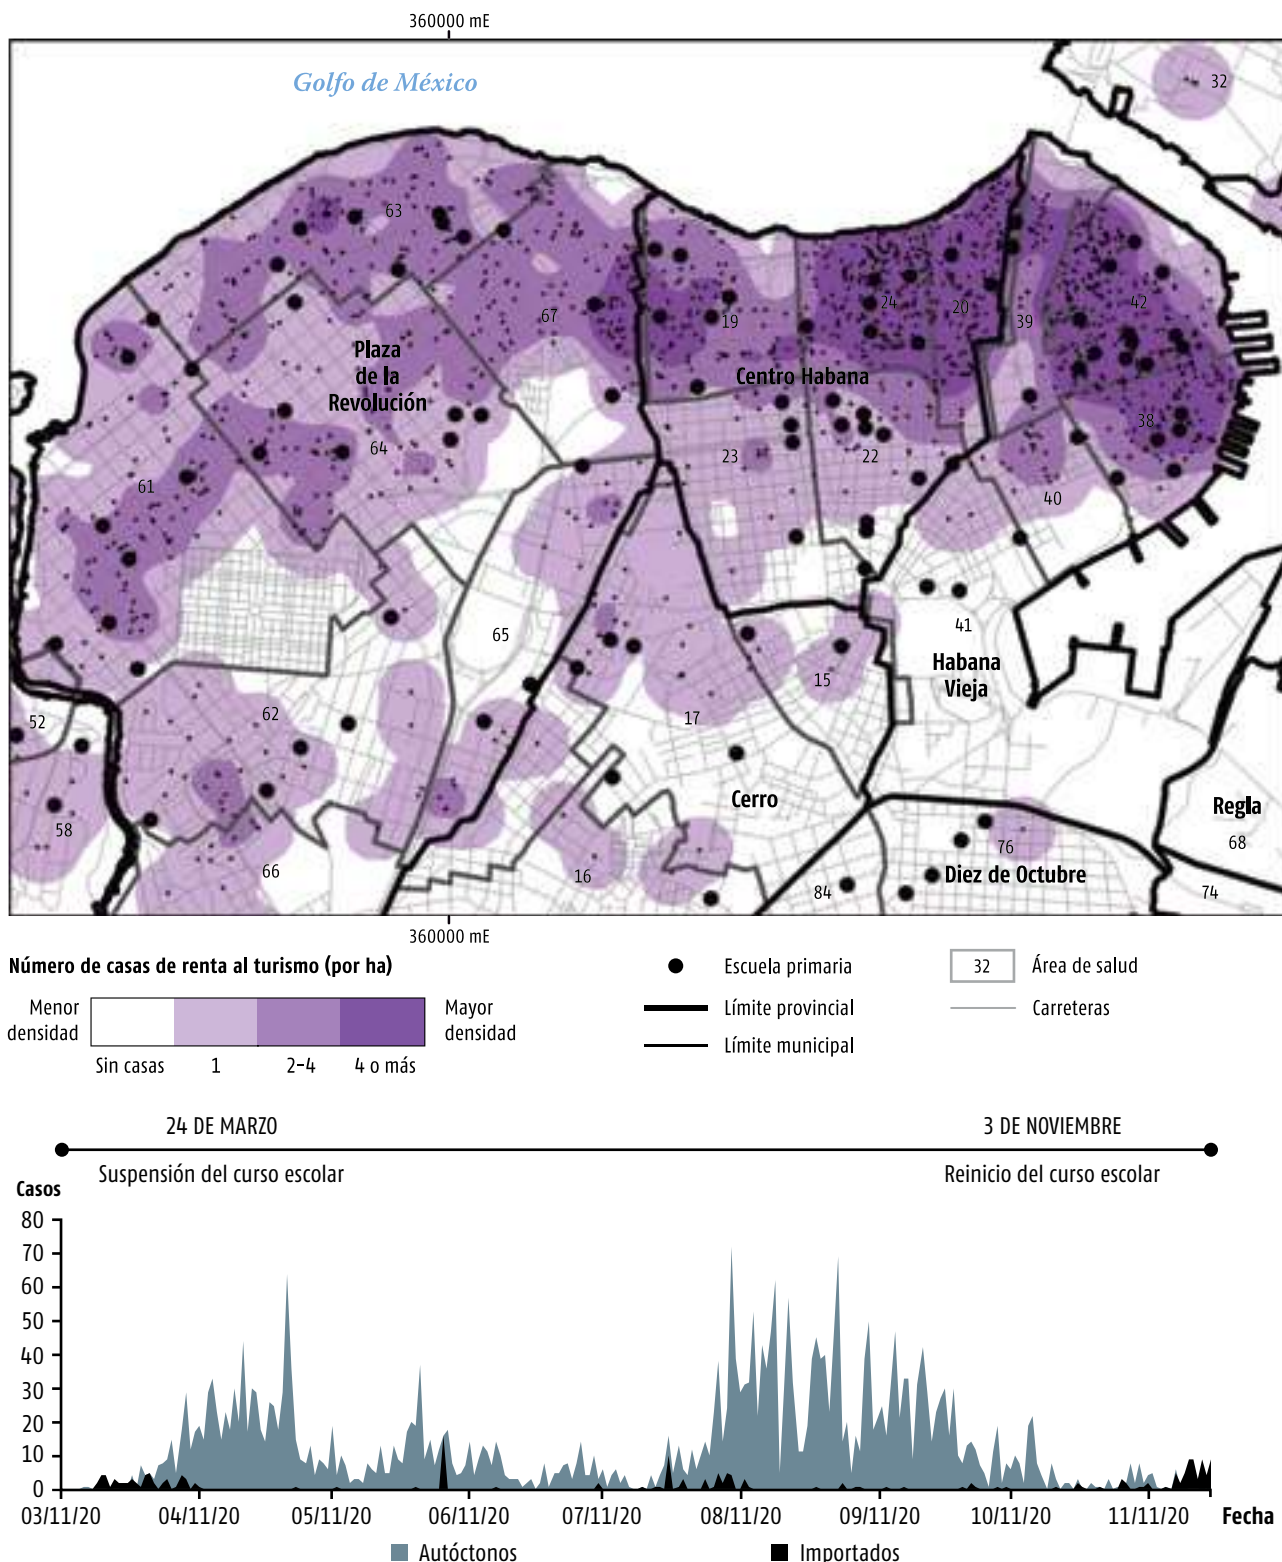 360000 mE
Golfo de México
32
63
67
19
24
20
39
42
Plaza
de la
Revolución
Centro Habana
64
23
22
38
61
40
65
41
Habana
Vieja
15
52
62
17
Cerro
Regla
58
66
16
76
68
84
Diez de Octubre
74
360000 mE
Número de casas de renta al turismo (por ha)
Menor
densidad
Mayor
densidad
Sin casas
1
2–4
4 o más
Escuela primaria
Límite provincial
Límite municipal
32
Área de salud
Carreteras
24 DE MARZO
3 DE NOVIEMBRE
Suspensión del curso escolar
Reinicio del curso escolar
Casos
80
70
60
50
40
30
20
10
0
03/11/20 04/11/20 05/11/20 06/11/20 07/11/20 08/11/20 09/11/20 10/11/20 11/11/20 Fecha
Autóctonos
Importados